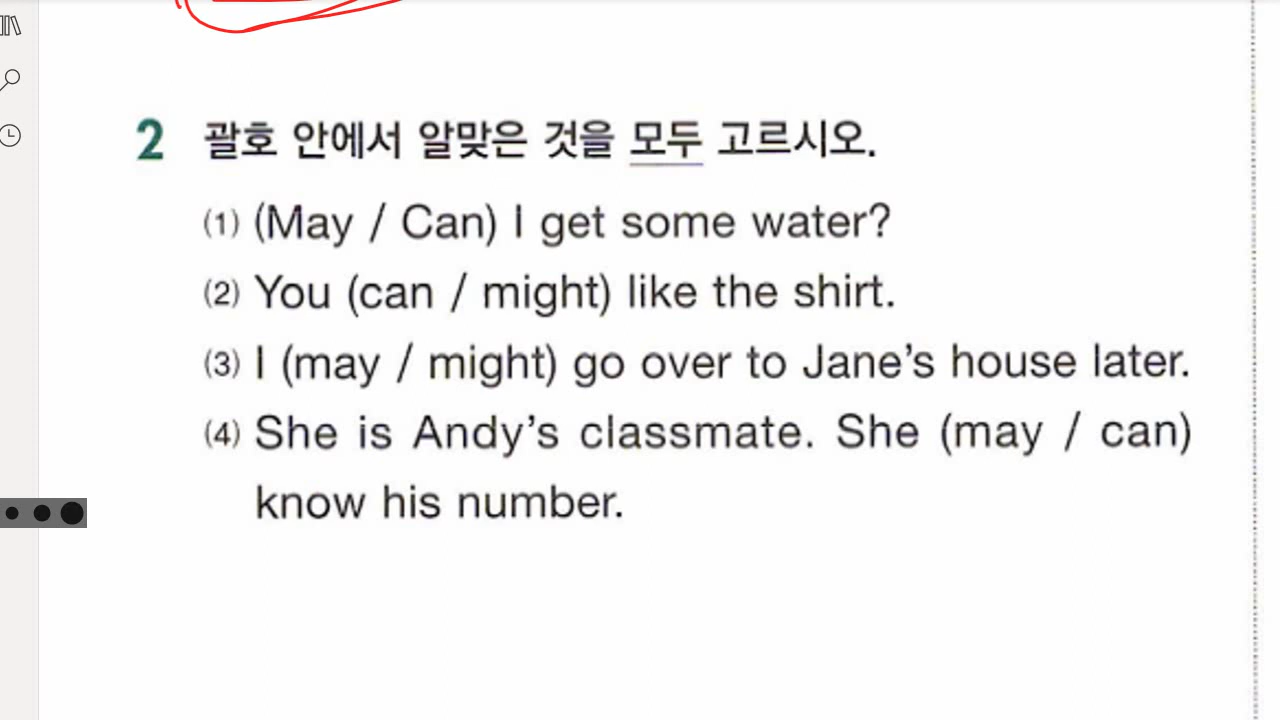 2 괄호 안에서 알맞은 것을 모두 고르시오.
(1) (May / Can) I get some water?
(2) You (can / might) like the shirt.
(3) I (may / might) go over to Jane's house later.
(4) She is Andy's classmate. She (may / can)
know his number.